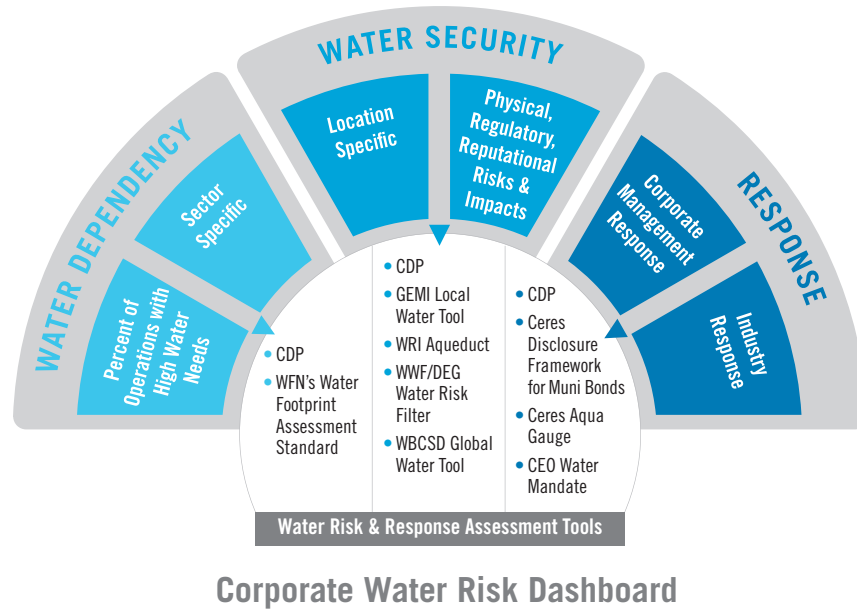 WATER DEPENDENCY
Percent of
Operations with
High Water
Needs
Sector
Specific
WATER SECURITY
Location
Specific
Physical,
Regulatory,
Reputational
Risks &
Impacts
RESPONSE
Corporate
Management
Response
Industry
Response
• CDP
• WFN's Water
Footprint
Assessment
Standard
• CDP
• GEMI Local
Water Tool
• WRI Aqueduct
• WWF/DEG
Water Risk
Filter
• WBCSD Global
Water Tool
• CDP
• Ceres
Disclosure
Framework
for Muni Bonds
• Ceres Aqua
Gauge
• CEO Water
Mandate
Water Risk & Response Assessment Tools
Corporate Water Risk Dashboard